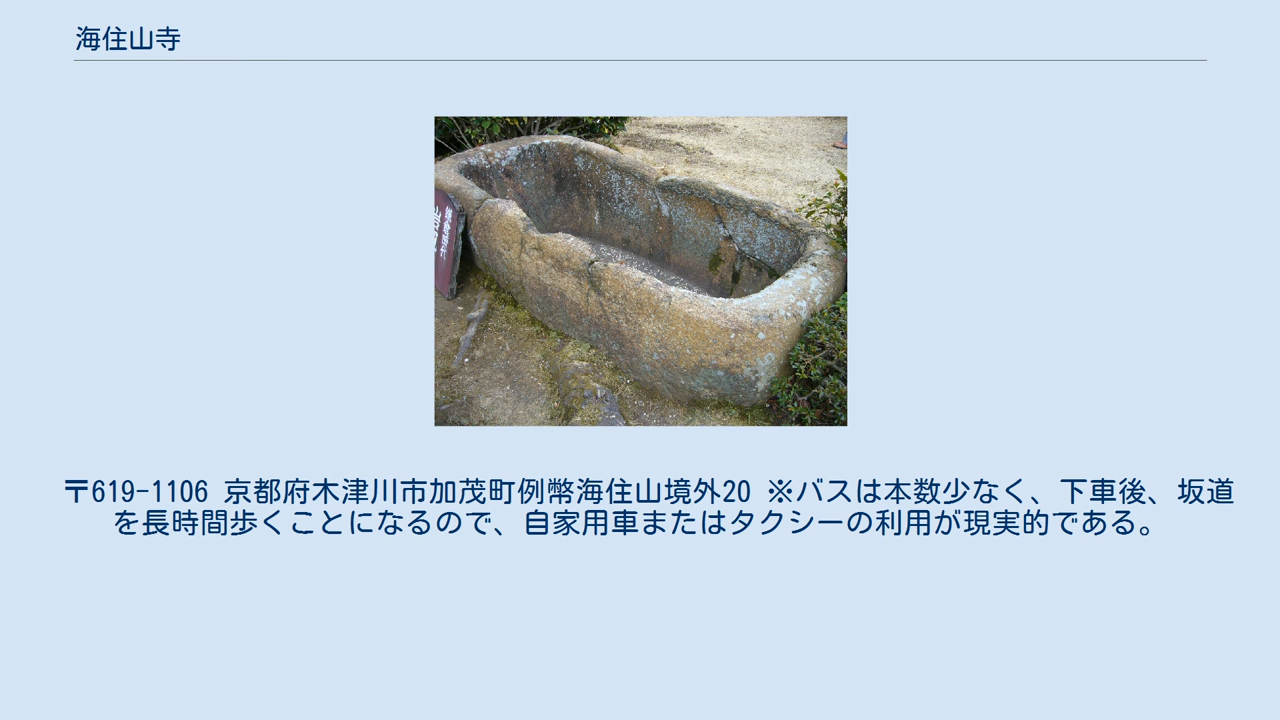 海住山寺
〒619-1106 京都府木津川市加茂町例幣海住山境外20 ※バスは本数少なく、下車後、坂道
を長時間歩くことになるので、自家用車またはタクシーの利用が現実的である。